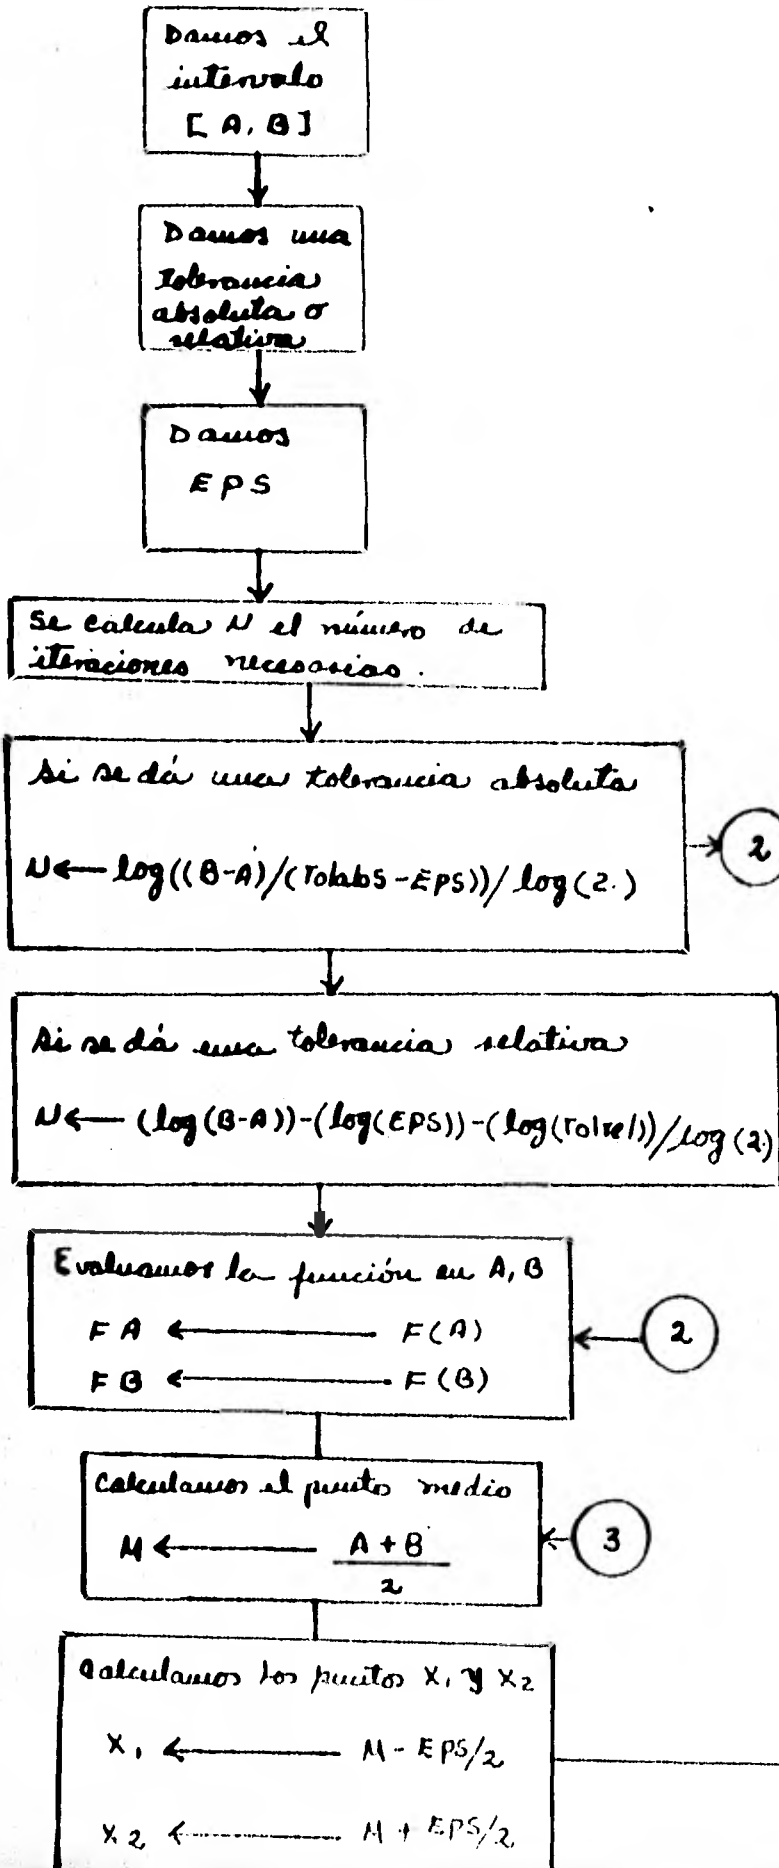 Damos el
intervalo
[A, B]
Damos una
tolerancia
absoluta o
relativa
Damos
EPS
Se calcula N el número de
iteraciones necesarias.
Si se dá una tolerancia absoluta
N ← log((B-A)/(Tolabs-EPS))/log(2.)
2
Si se dá una tolerancia relativa
N ← (log(B-A))-(log(EPS))-(log(Tolrel))/log(2.)
Evaluamos la función en A, B
FA ← F(A)
2
FB ← F(B)
Calculamos el punto medio
M ← A + B
2
3
Calculamos los puntos X1 y X2
X1 ← M - EPS/2
X2 ← M + EPS/2